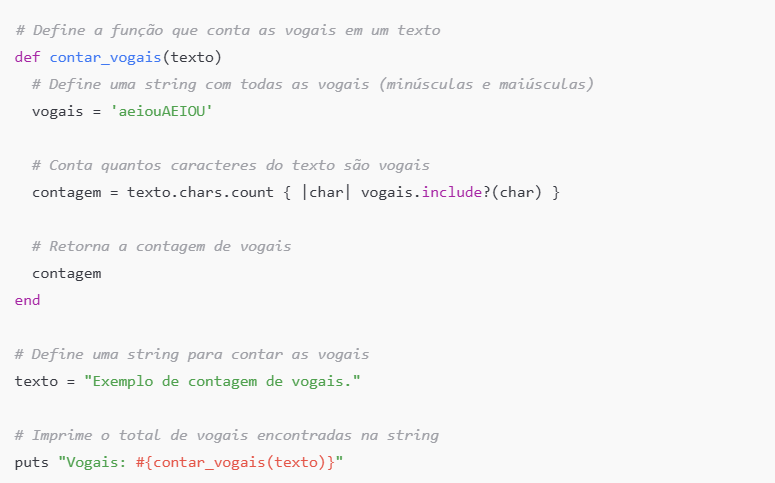 # Define a função que conta as vogais em um texto
def contar_vogais(texto)
  # Define uma string com todas as vogais (minúsculas e maiúsculas)
  vogais = 'aeiouAEIOU'

  # Conta quantos caracteres do texto são vogais
  contagem = texto.chars.count { |char| vogais.include?(char) }

  # Retorna a contagem de vogais
  contagem
end

# Define uma string para contar as vogais
texto = "Exemplo de contagem de vogais."

# Imprime o total de vogais encontradas na string
puts "Vogais: #{contar_vogais(texto)}"